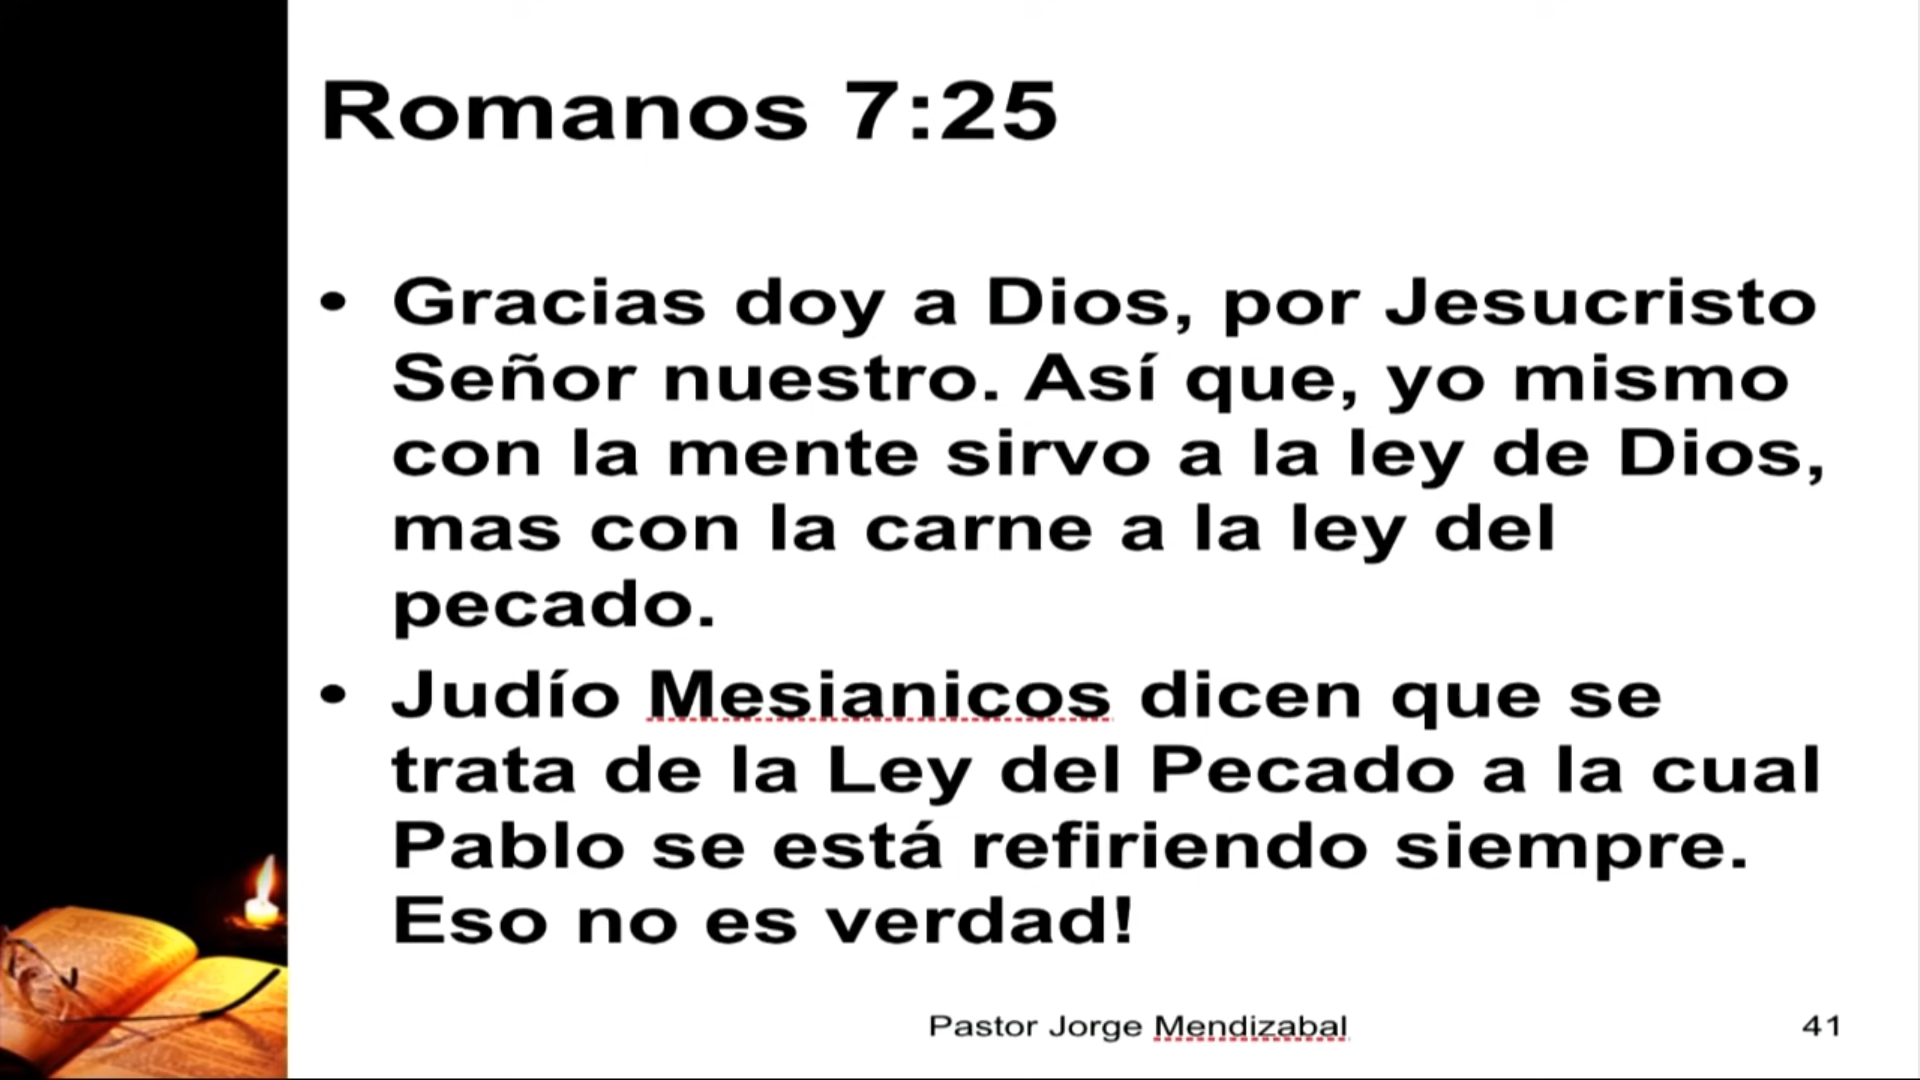 Romanos 7:25
• Gracias doy a Dios, por Jesucristo
Señor nuestro. Así que, yo mismo
con la mente sirvo a la ley de Dios,
mas con la carne a la ley del
pecado.
• Judío Mesianicos dicen que se
trata de la Ley del Pecado a la cual
Pablo se está refiriendo siempre.
Eso no es verdad!
Pastor Jorge Mendizabal
41